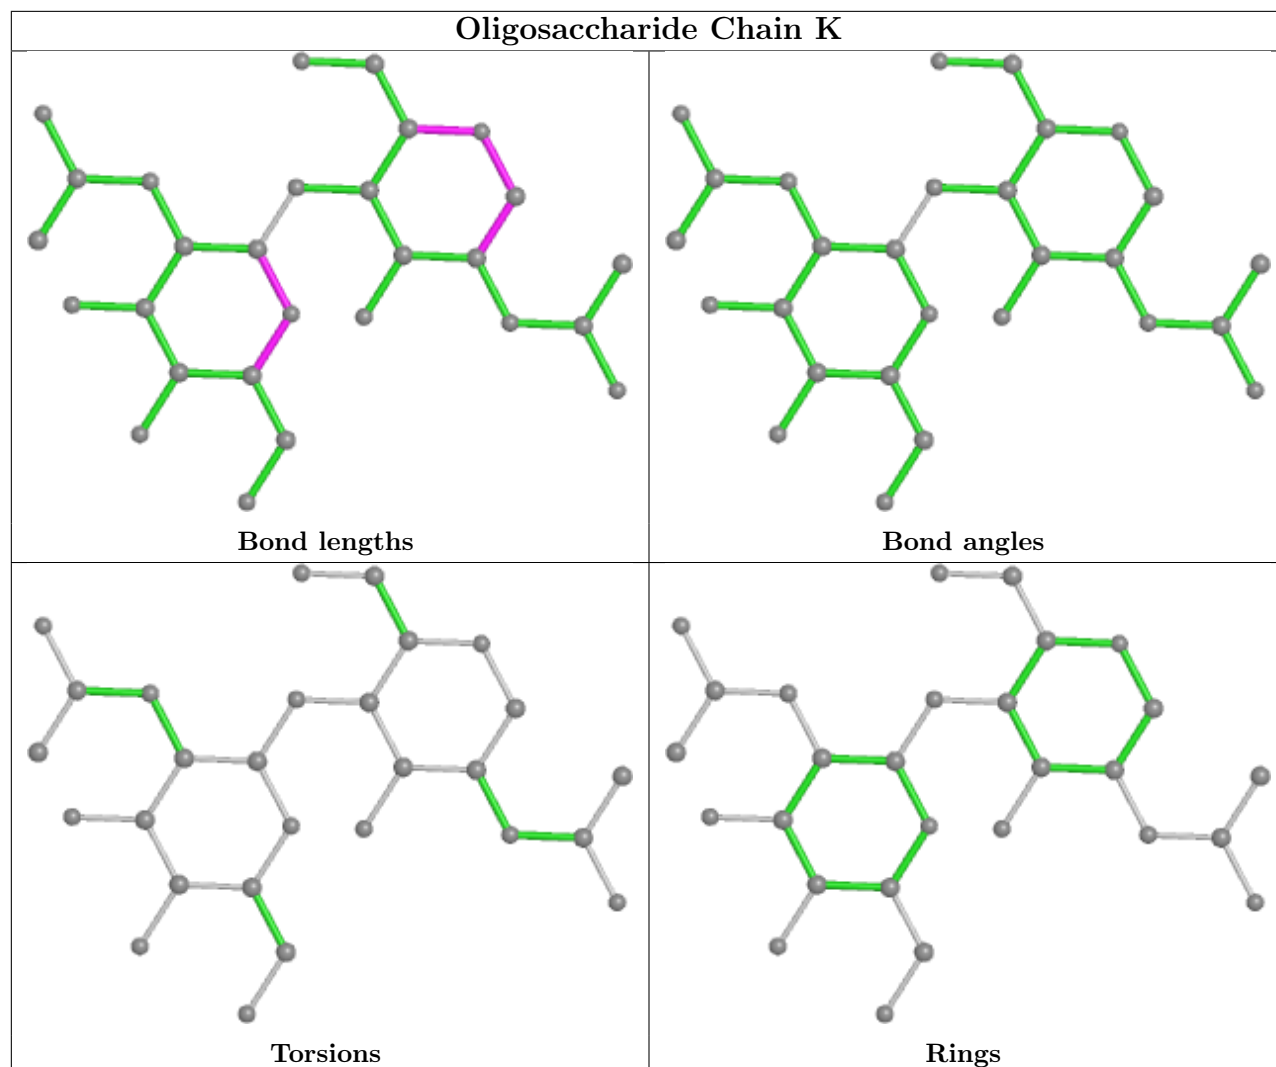 Oligosaccharide Chain K
Bond lengths
Bond angles
Torsions
Rings